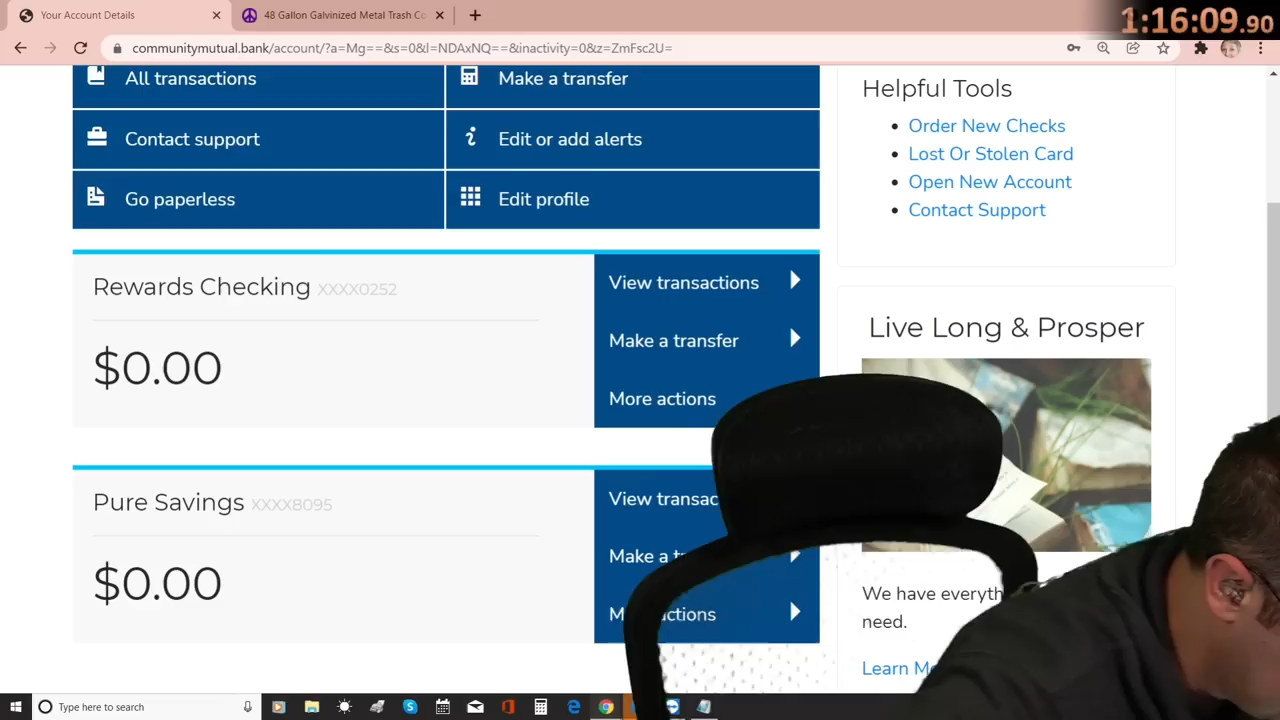 Your Account Details
48 Gallon Galvinized Metal Trash Co
1:16:09.90
communitymutual.bank/account/?a=Mg==&s=0&l=NDAxNQ==&inactivity=0&z=ZmFsc2U=
All transactions
Make a transfer
Contact support
Edit or add alerts
Go paperless
Edit profile
Rewards Checking XXXX0252
$0.00
View transactions
Make a transfer
More actions
Pure Savings XXXX8095
$0.00
View transac
Make a tr
M actions
Helpful Tools
Order New Checks
Lost Or Stolen Card
Open New Account
Contact Support
Live Long & Prosper
We have everyth
need.
Learn Mo
Type here to search